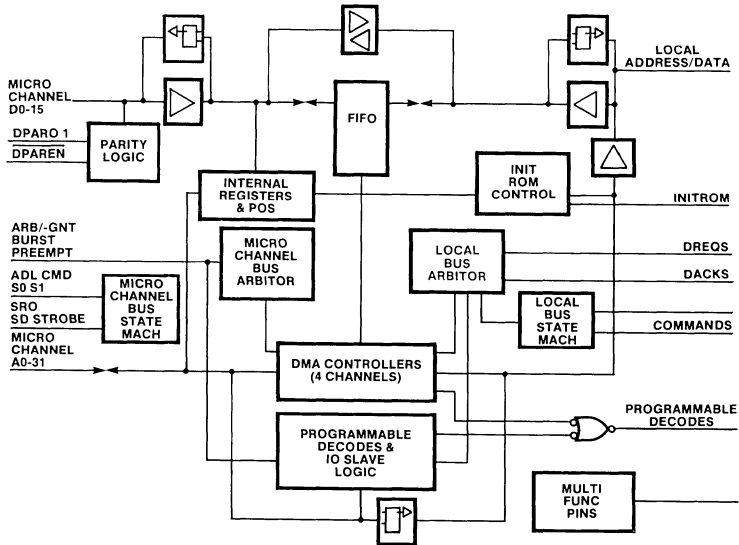 MICRO
CHANNEL
D0-15
DPARO 1
DPAREN
PARITY
LOGIC
FIFO
LOCAL
ADDRESS/DATA
INTERNAL
REGISTERS
& POS
INIT
ROM
CONTROL
INITROM
ARB/-GNT
BURST
PREEMPT
MICRO
CHANNEL
BUS
ARBITOR
LOCAL
BUS
ARBITOR
DREQS
DACKS
ADL CMD
S0 S1
SRO
SD STROBE
MICRO
CHANNEL
BUS
STATE
MACH
LOCAL
BUS
STATE
MACH
COMMANDS
MICRO
CHANNEL
A0-31
DMA CONTROLLERS
(4 CHANNELS)
PROGRAMMABLE
DECODES &
IO SLAVE
LOGIC
PROGRAMMABLE
DECODES
MULTI
FUNC
PINS